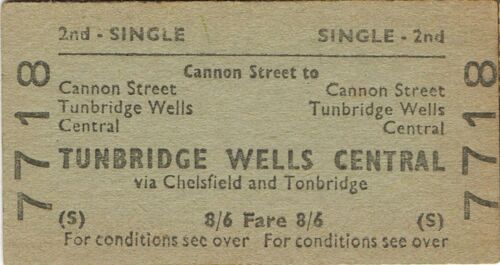 2nd - SINGLE SINGLE - 2nd
Cannon Street to
Cannon Street Cannon Street
Tunbridge Wells Tunbridge Wells
Central Central
TUNBRIDGE WELLS CENTRAL
via Chelsfield and Tonbridge
(S) 8/6 Fare 8/6 (S)
For conditions see over For conditions see over
7718
7718